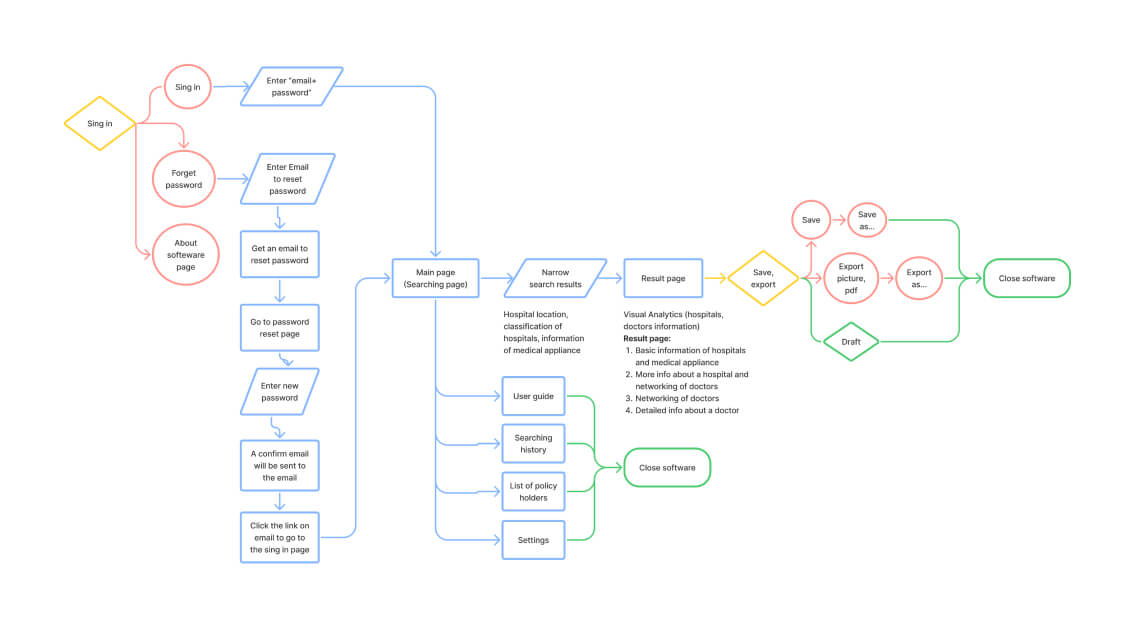 Sing in
Sing in
Enter "email+
password"
Forget
password
Enter Email
to reset
password
About
softeware
page
Get an email to
reset password
Go to password
reset page
Enter new
password
A confirm email
will be sent to
the email
Click the link on
email to go to
the sing in page
Main page
(Searching page)
Narrow
search results
Hospital location,
classification of
hospitals, information
of medical appliance
Result page
Visual Analytics (hospitals,
doctors information)
Result page:
1. Basic information of hospitals
and medical appliance
2. More info about a hospital and
networking of doctors
3. Networking of doctors
4. Detailed info about a doctor
User guide
Searching
history
List of policy
holders
Settings
Close software
Save,
export
Save
Save
as...
Export
picture,
pdf
Export
as...
Draft
Close software